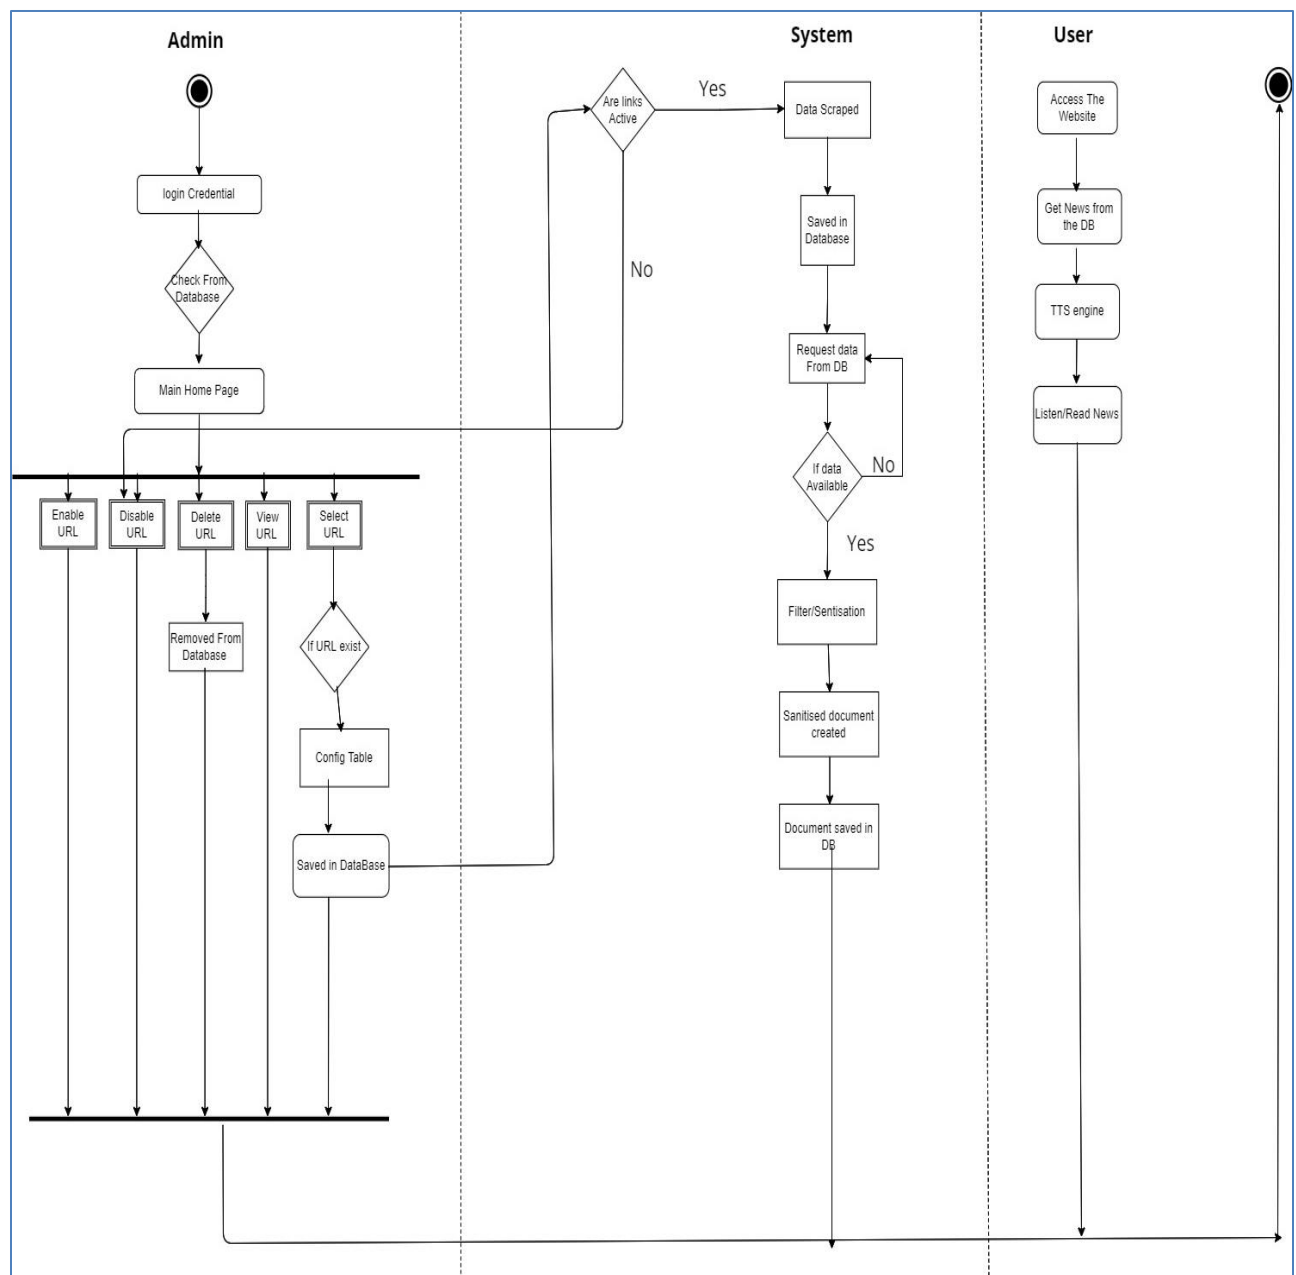 Admin
login Credential
Check From
Database
Main Home Page
Enable
URL
Disable
URL
Delete
URL
View
URL
Select
URL
Removed From
Database
If URL exist
Config Table
Saved in DataBase
System
Are links
Active
Yes
No
Data Scraped
Saved in
Database
Request data
From DB
If data
Available
No
Yes
Filter/Sentisation
Sanitised document
created
Document saved in
DB
User
Access The
Website
Get News from
the DB
TTS engine
Listen/Read News